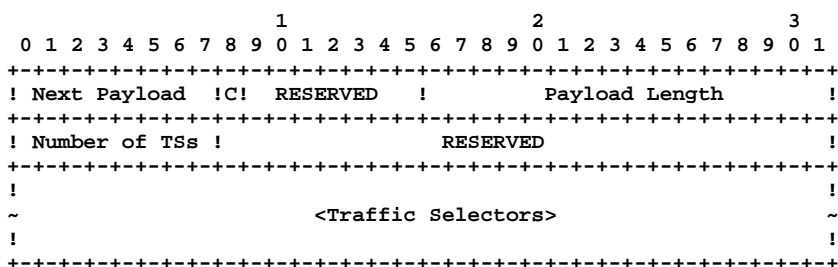 1                   2                   3
 0 1 2 3 4 5 6 7 8 9 0 1 2 3 4 5 6 7 8 9 0 1 2 3 4 5 6 7 8 9 0 1
+-+-+-+-+-+-+-+-+-+-+-+-+-+-+-+-+-+-+-+-+-+-+-+-+-+-+-+-+-+-+-+-+
! Next Payload  !C!  RESERVED   !         Payload Length        !
+-+-+-+-+-+-+-+-+-+-+-+-+-+-+-+-+-+-+-+-+-+-+-+-+-+-+-+-+-+-+-+-+
! Number of TSs !                 RESERVED                      !
+-+-+-+-+-+-+-+-+-+-+-+-+-+-+-+-+-+-+-+-+-+-+-+-+-+-+-+-+-+-+-+-+
!                                                               !
~                       <Traffic Selectors>                     ~
!                                                               !
+-+-+-+-+-+-+-+-+-+-+-+-+-+-+-+-+-+-+-+-+-+-+-+-+-+-+-+-+-+-+-+-+